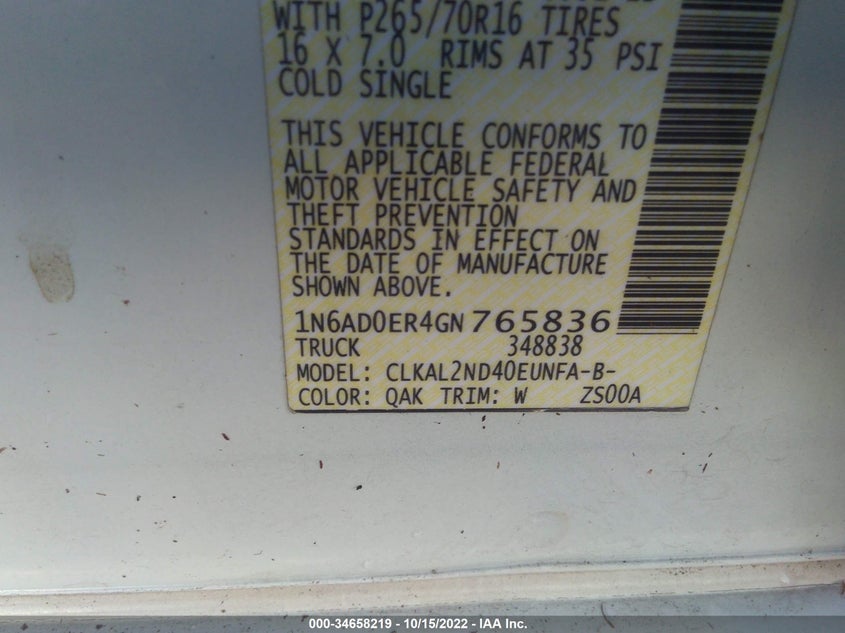 WITH P265/70R16 TIRES
16 X 7.0 RIMS AT 35 PSI
COLD SINGLE
THIS VEHICLE CONFORMS TO
ALL APPLICABLE FEDERAL
MOTOR VEHICLE SAFETY AND
THEFT PREVENTION
STANDARDS IN EFFECT ON
THE DATE OF MANUFACTURE
SHOWN ABOVE.
1N6AD0ER4GN 765836
TRUCK 348838
MODEL: CLKAL2ND40EUNFA-B-
COLOR: QAK TRIM: W ZS00A
000-34658219 - 10/15/2022 - IAA Inc.